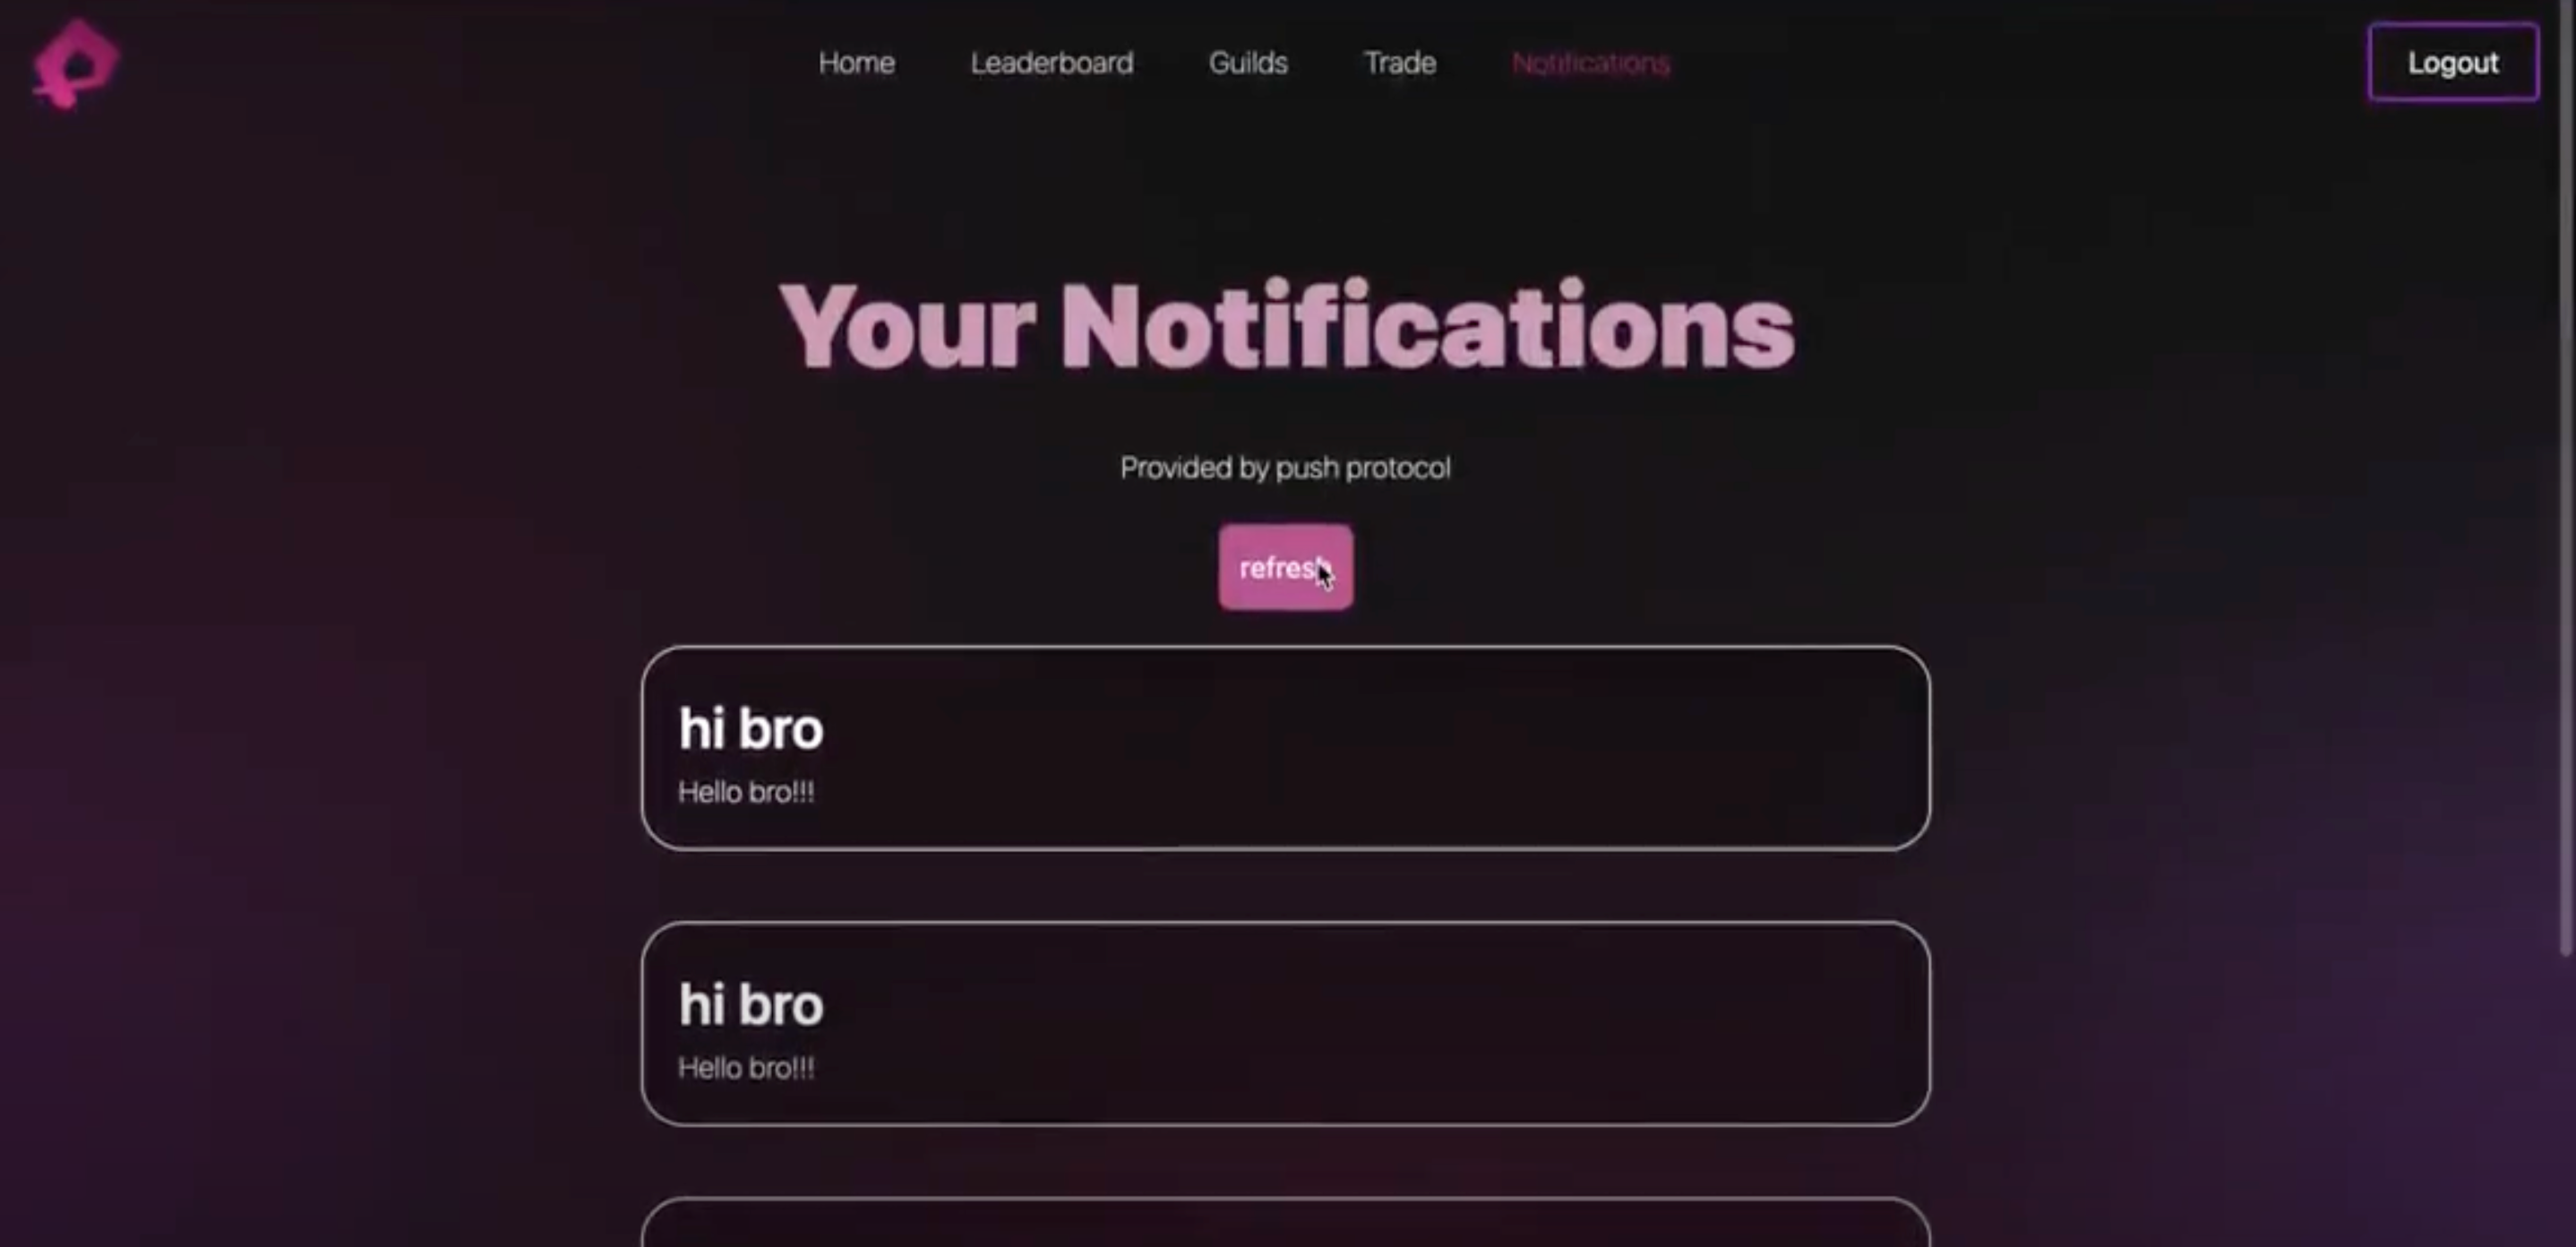 Home
Leaderboard
Guilds
Trade
Notifications
Logout
Your Notifications
Provided by push protocol
refresh
hi bro
Hello bro!!!
hi bro
Hello bro!!!